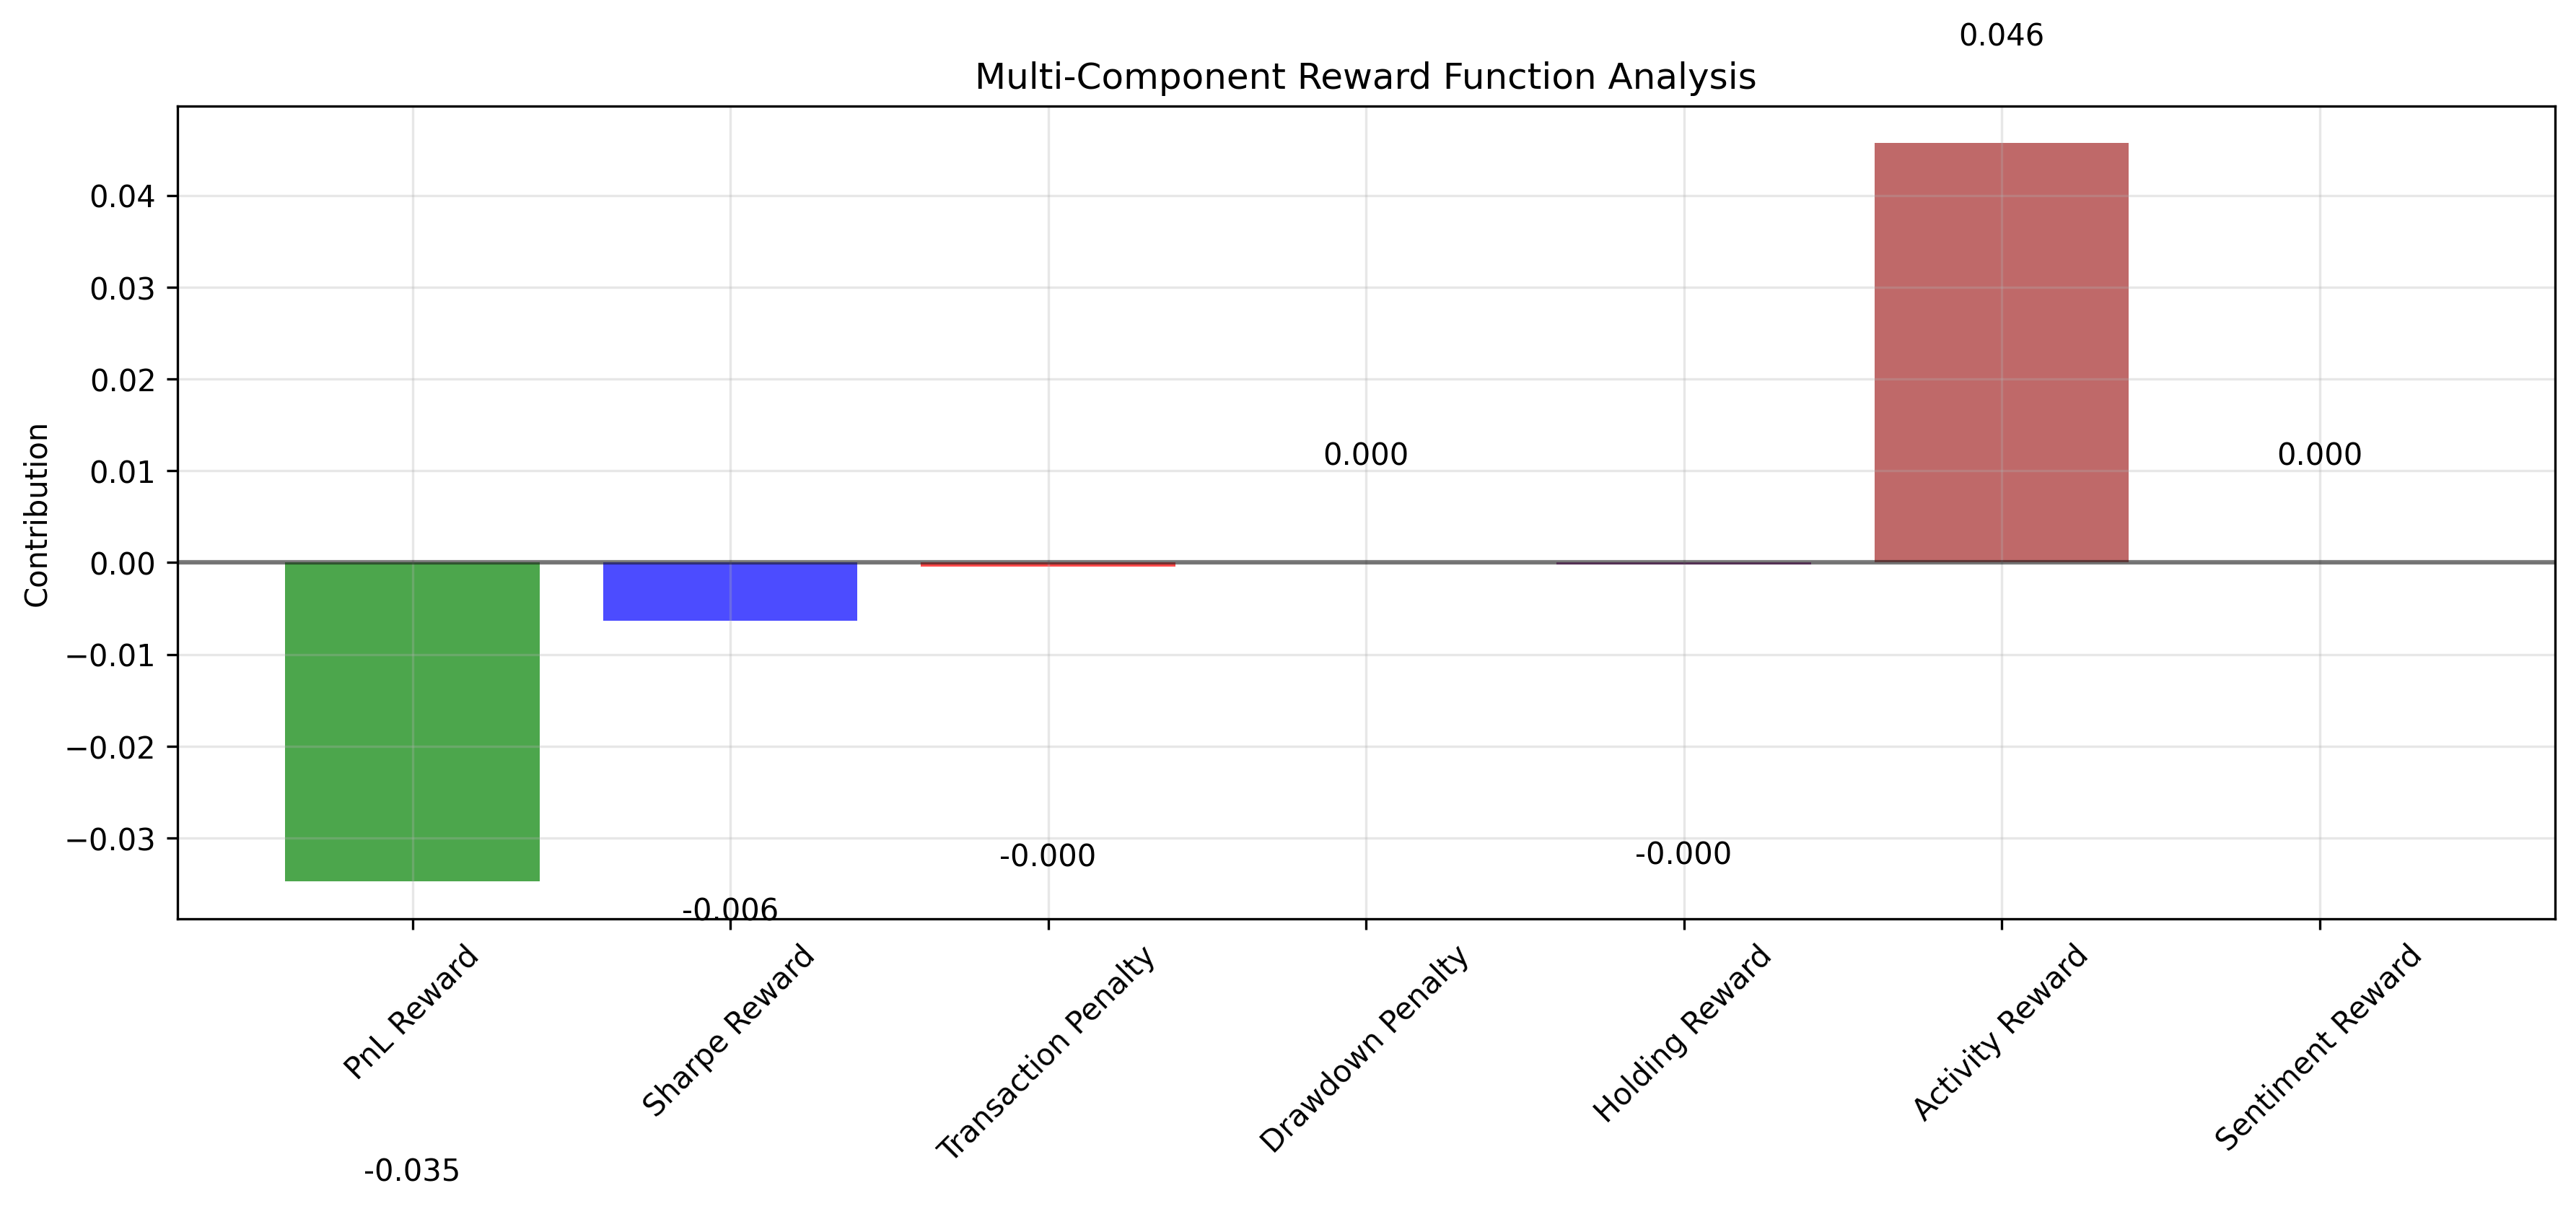 0.046
Multi-Component Reward Function Analysis
Contribution
0.04
0.03
0.02
0.01
0.00
−0.01
−0.02
−0.03
0.000
0.000
-0.000
-0.000
-0.006
-0.035
PnL Reward
Sharpe Reward
Transaction Penalty
Drawdown Penalty
Holding Reward
Activity Reward
Sentiment Reward